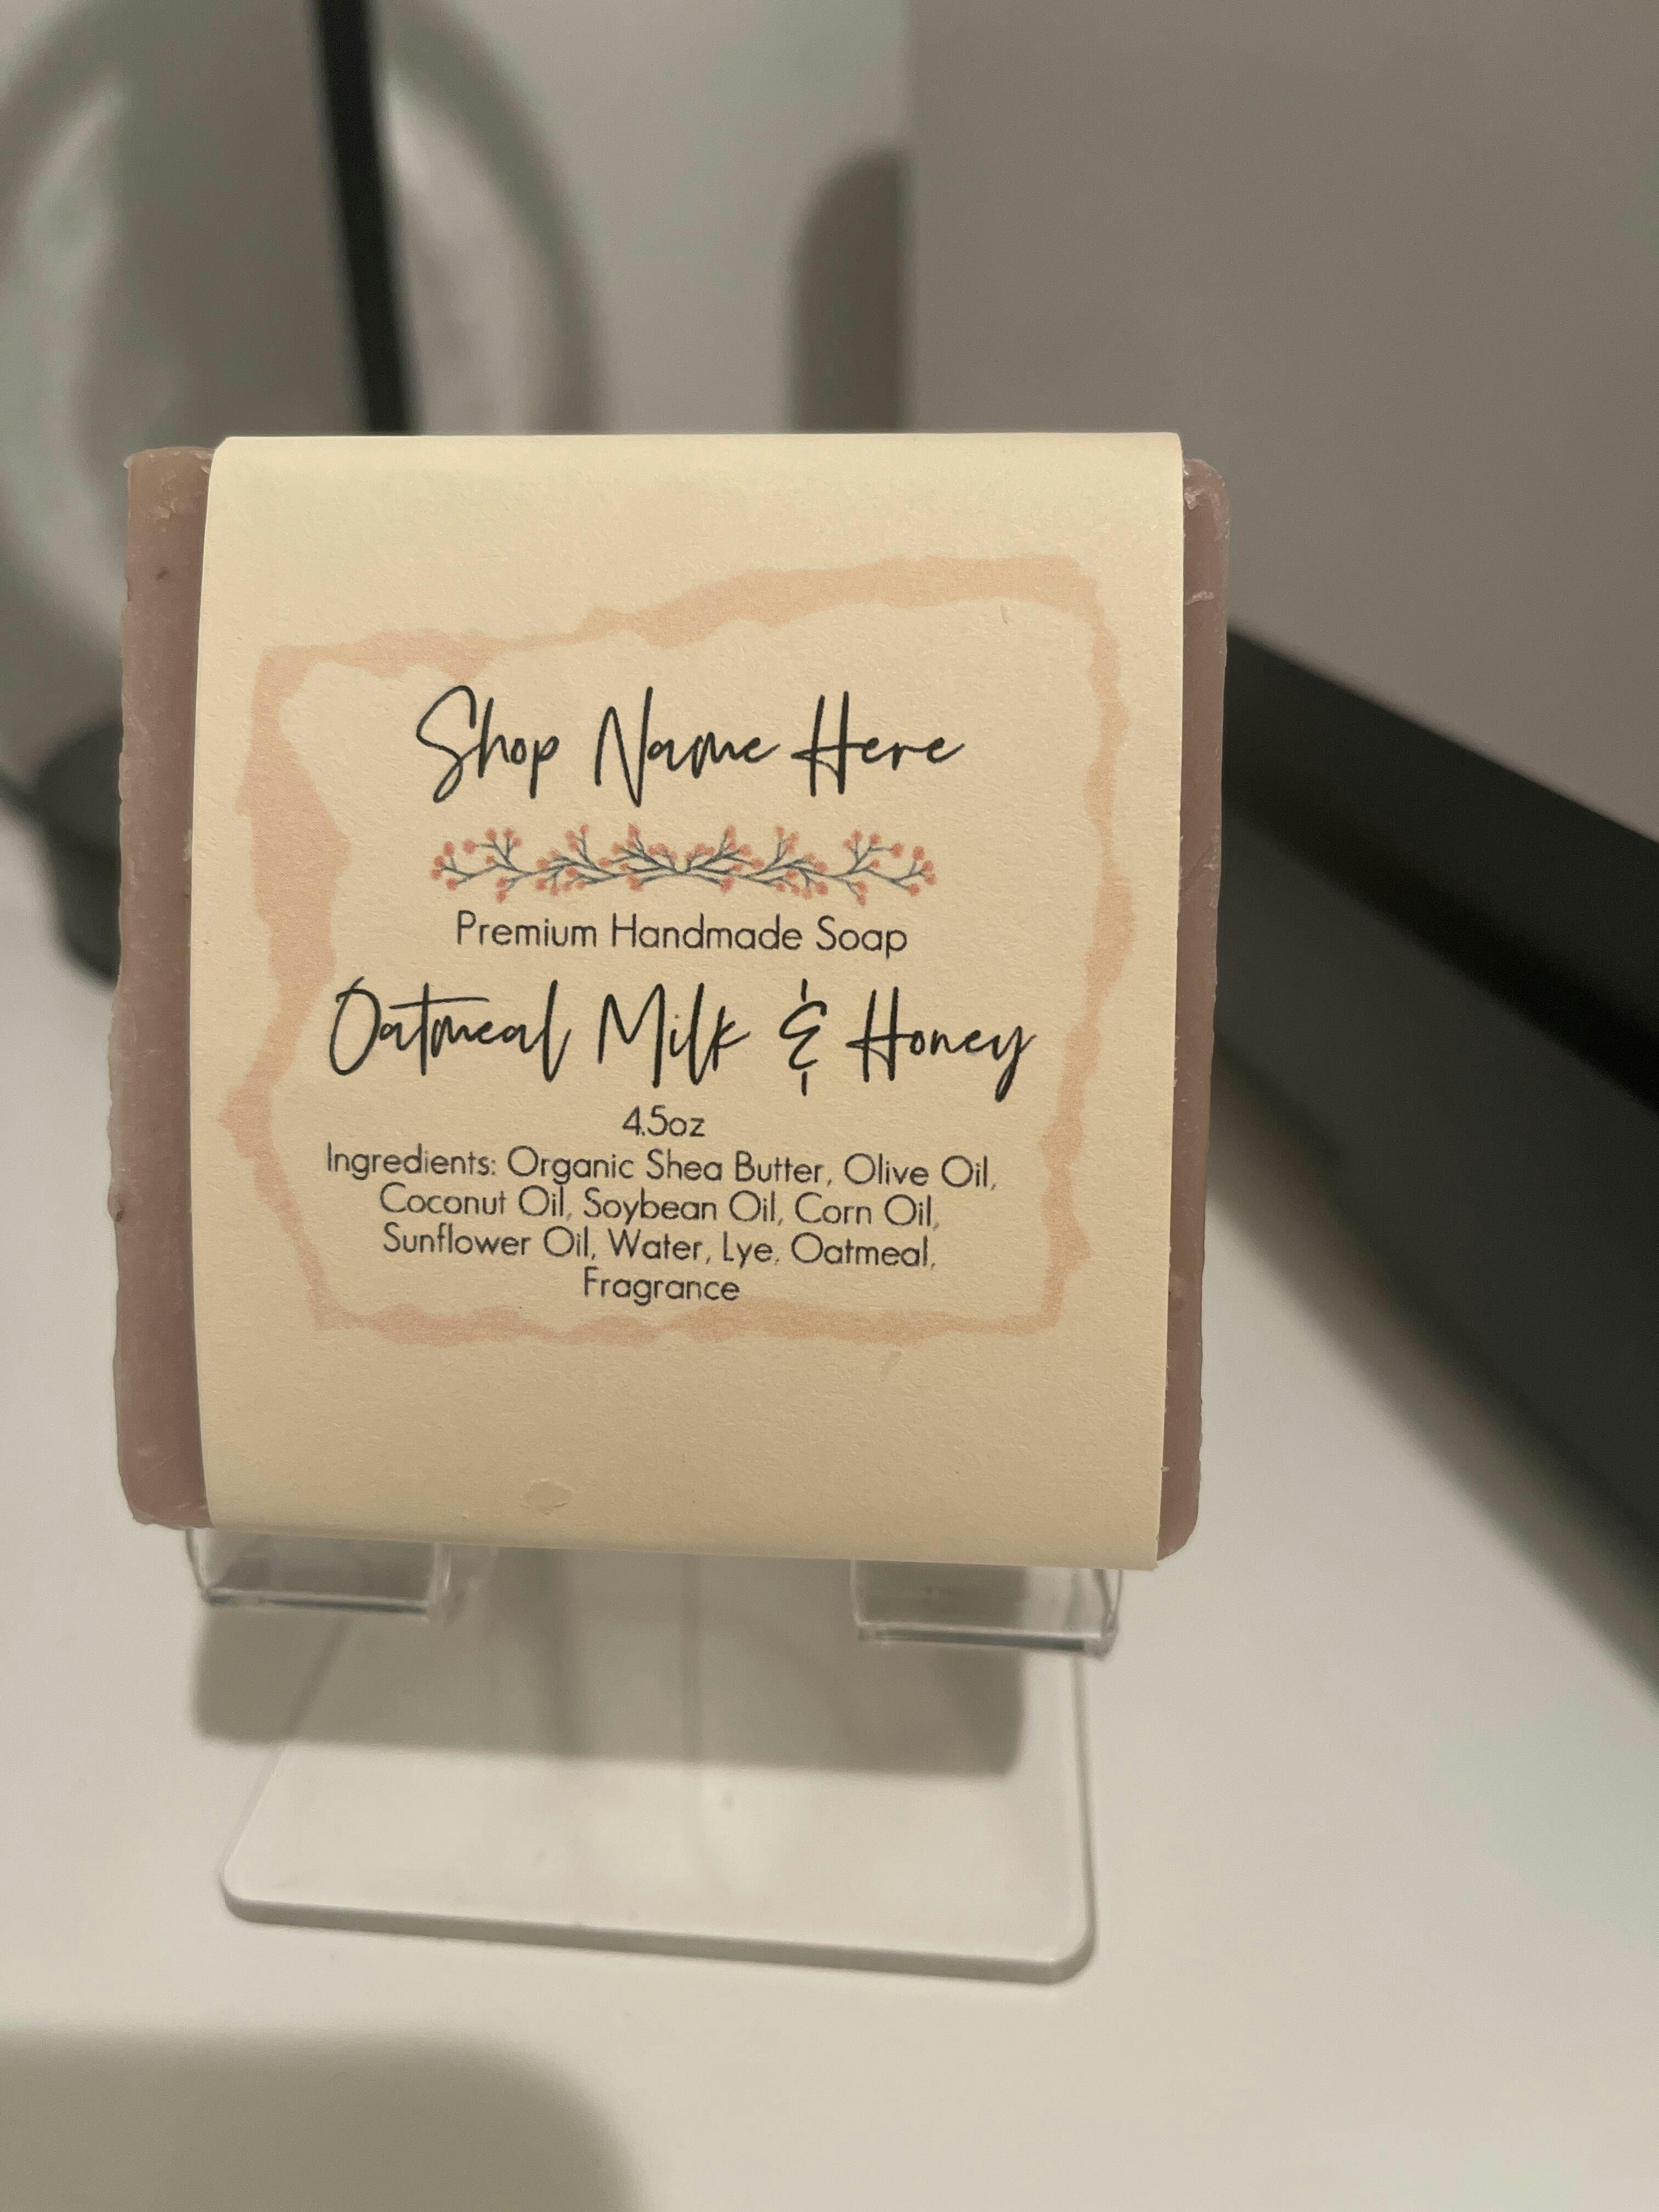 Shop Name Here
Premium Handmade Soap
Oatmeal Milk & Honey
4.5oz
Ingredients: Organic Shea Butter, Olive Oil,
Coconut Oil, Soybean Oil, Corn Oil,
Sunflower Oil, Water, Lye, Oatmeal,
Fragrance